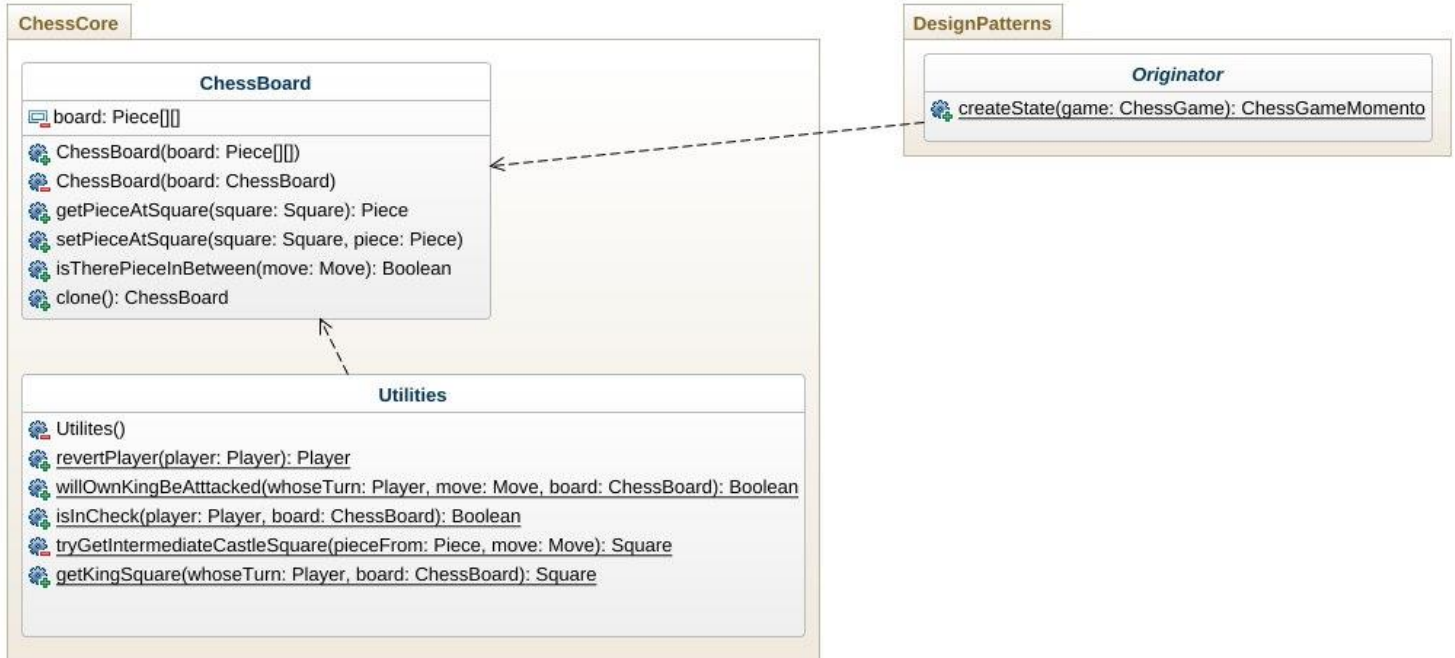 ChessCore
ChessBoard
board: Piece[][]
ChessBoard(board: Piece[][])
ChessBoard(board: ChessBoard)
getPieceAtSquare(square: Square): Piece
setPieceAtSquare(square: Square, piece: Piece)
isTherePieceInBetween(move: Move): Boolean
clone(): ChessBoard
Utilities
Utilites()
revertPlayer(player: Player): Player
willOwnKingBeAtttacked(whoseTurn: Player, move: Move, board: ChessBoard): Boolean
isInCheck(player: Player, board: ChessBoard): Boolean
tryGetIntermediateCastleSquare(pieceFrom: Piece, move: Move): Square
getKingSquare(whoseTurn: Player, board: ChessBoard): Square
DesignPatterns
Originator
createState(game: ChessGame): ChessGameMomento